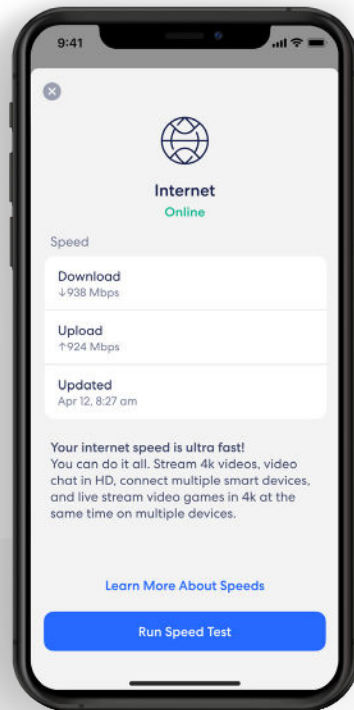 9:41
Internet
Online
Speed
Download
↓938 Mbps
Upload
↑924 Mbps
Updated
Apr 12, 8:27 am
Your internet speed is ultra fast!
You can do it all. Stream 4k videos, video
chat in HD, connect multiple smart devices,
and live stream video games in 4k at the
same time on multiple devices.
Learn More About Speeds
Run Speed Test